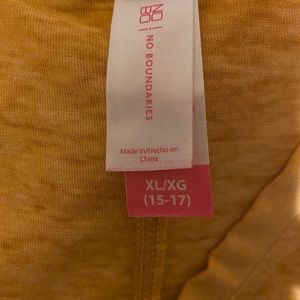 NO
BO
NO BOUNDARIES
Made In/Hecho en
China
XL/XG
(15-17)